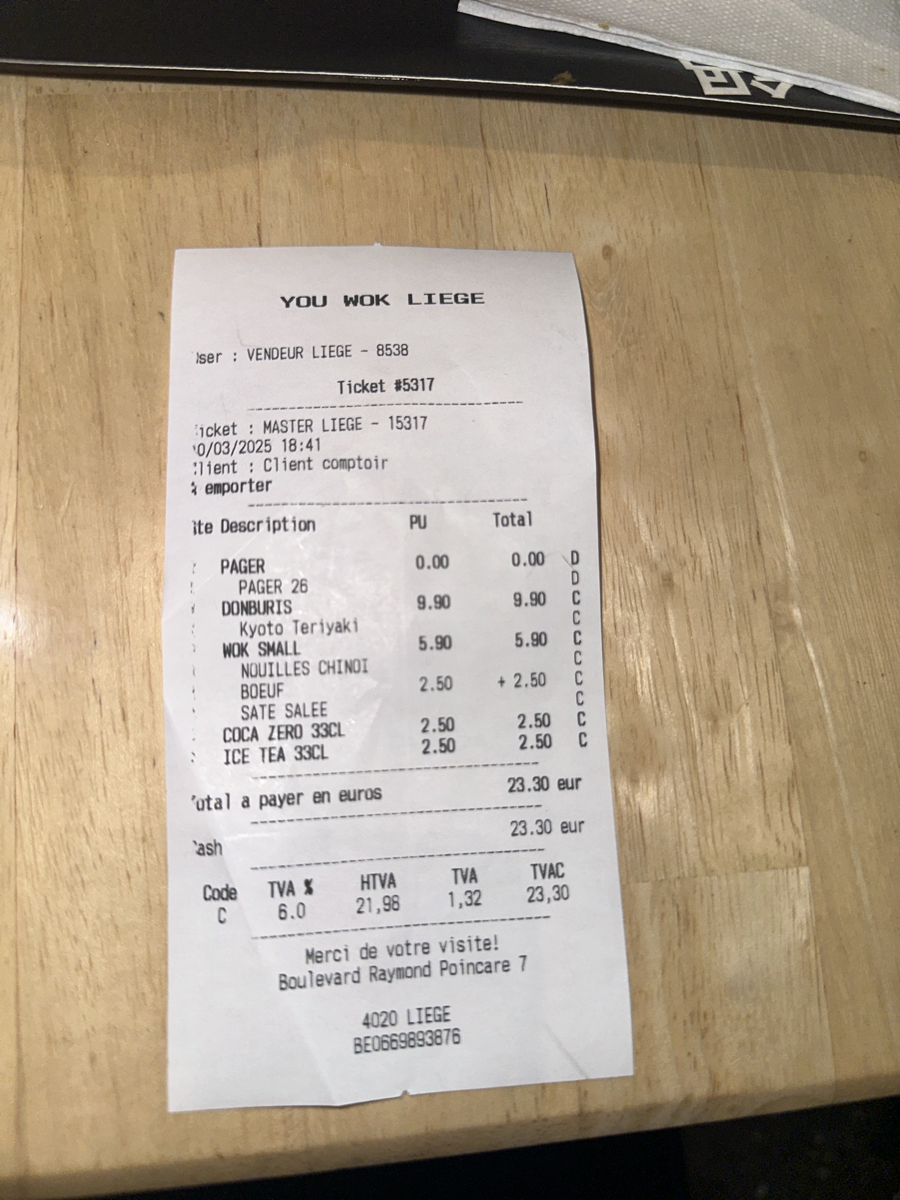 YOU WOK LIEGE
ser : VENDEUR LIEGE - 8538
Ticket #5317
icket : MASTER LIEGE - 15317
0/03/2025 18:41
lient : Client comptoir
emporter
te Description PU Total
PAGER 0.00 0.00 D
PAGER 26 D
DONBURIS 9.90 9.90 C
Kyoto Teriyaki C
WOK SMALL 5.90 5.90 C
NOUILLES CHINOI C
BOEUF 2.50 + 2.50 C
SATE SALEE C
COCA ZERO 33CL 2.50 2.50 C
ICE TEA 33CL 2.50 2.50 C
otal a payer en euros 23.30 eur
ash 23.30 eur
Code TVA % HTVA TVA TVAC
C 6.0 21,98 1,32 23,30
Merci de votre visite!
Boulevard Raymond Poincare 7
4020 LIEGE
BE0669893876